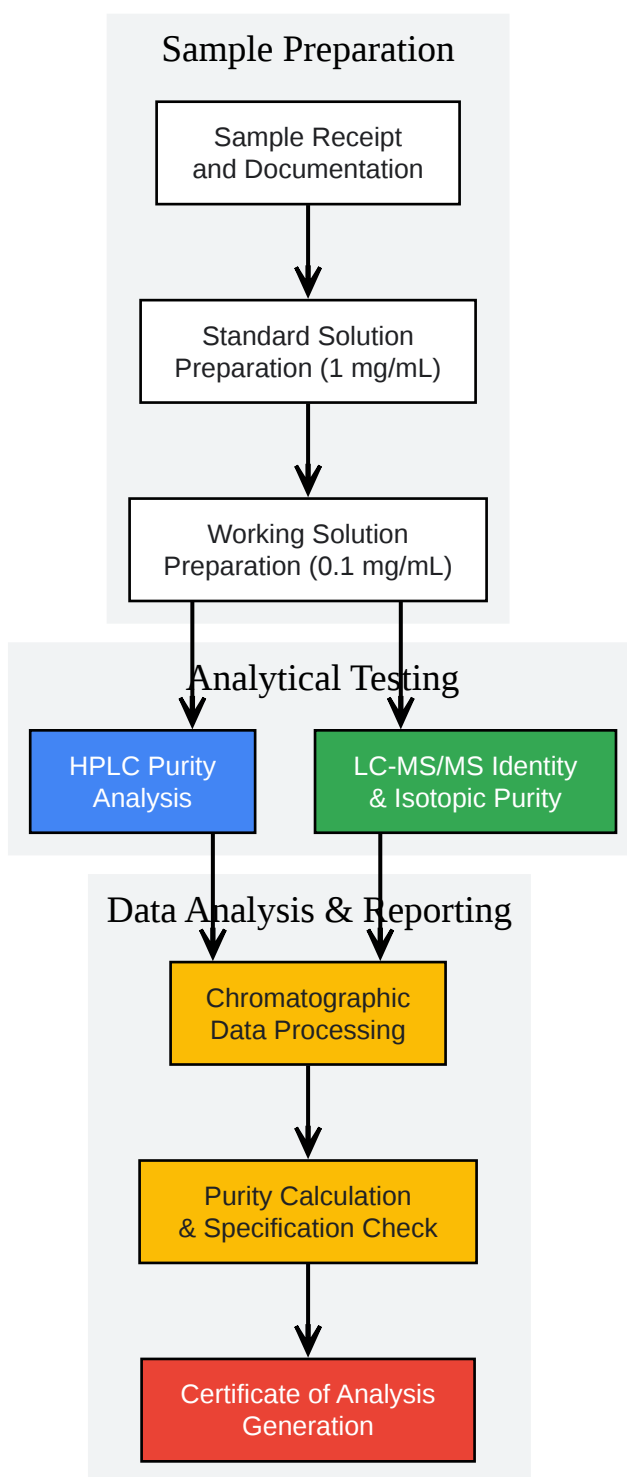 Sample Preparation
Sample Receipt
and Documentation
Standard Solution
Preparation (1 mg/mL)
Working Solution
Preparation (0.1 mg/mL)
Analytical Testing
HPLC Purity
Analysis
LC-MS/MS Identity
& Isotopic Purity
Data Analysis & Reporting
Chromatographic
Data Processing
Purity Calculation
& Specification Check
Certificate of Analysis
Generation